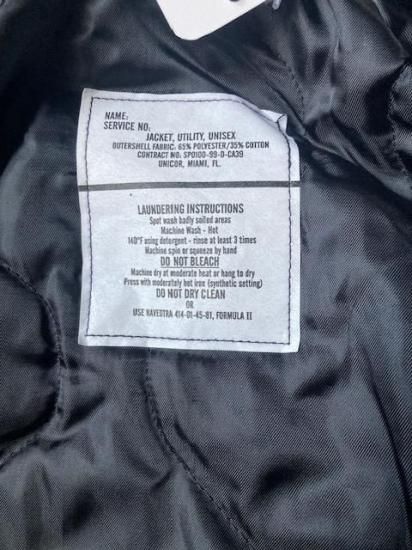 NAME:
SERVICE NO:
JACKET, UTILITY, UNISEX
OUTERSHELL FABRIC: 65% POLYESTER/35% COTTON
CONTRACT NO: SPO100-99-D-CA39
UNICOR, MIAMI, FL.
LAUNDERING INSTRUCTIONS
Spot wash badly soiled areas
Machine Wash - Hot
140°F using detergent - rinse at least 3 times
Machine spin or squeeze by hand
DO NOT BLEACH
Machine dry at moderate heat or hang to dry
Press with moderately hot iron (synthetic setting)
DO NOT DRY CLEAN
OR
USE NAVEDTRA 414-01-45-81, FORMULA II